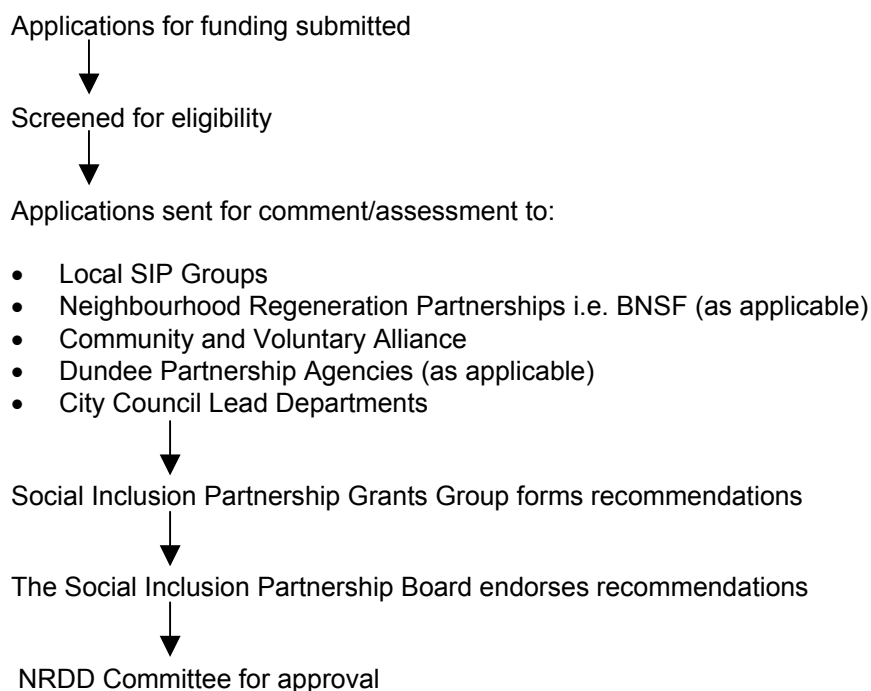 Applications for funding submitted
Screened for eligibility
Applications sent for comment/assessment to:
• Local SIP Groups
• Neighbourhood Regeneration Partnerships i.e. BNSF (as applicable)
• Community and Voluntary Alliance
• Dundee Partnership Agencies (as applicable)
• City Council Lead Departments
Social Inclusion Partnership Grants Group forms recommendations
The Social Inclusion Partnership Board endorses recommendations
NRDD Committee for approval